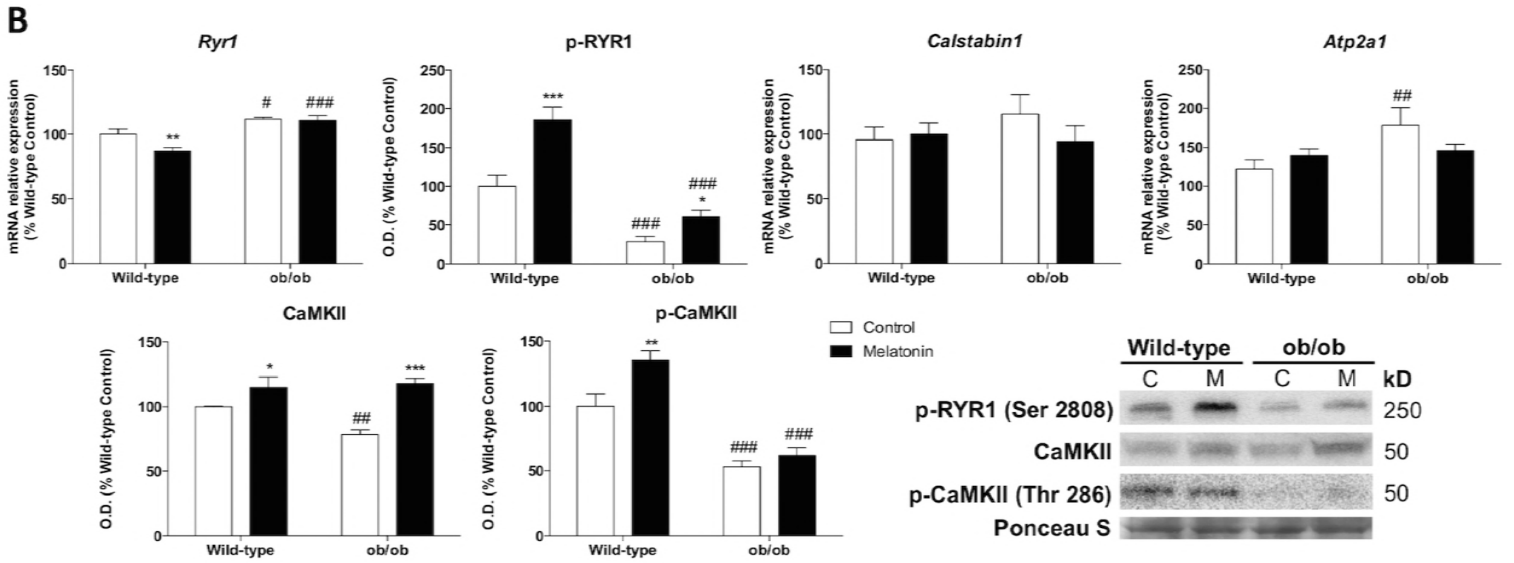 B
Ryr1
mRNA relative expression
(% Wild-type Control)
150
100
50
0
**
#
###
Wild-type
ob/ob
p-RYR1
O.D. (% Wild-type Control)
250
200
150
100
50
0
***
###
###
*
Wild-type
ob/ob
Calstabin1
mRNA relative expression
(% Wild-type Control)
150
100
50
0
Wild-type
ob/ob
Atp2a1
mRNA relative expression
(% Wild-type Control)
250
200
150
100
50
0
##
Wild-type
ob/ob
CaMKII
O.D. (% Wild-type Control)
150
100
50
0
*
##
***
Wild-type
ob/ob
p-CaMKII
O.D. (% Wild-type Control)
150
100
50
0
**
###
###
Wild-type
ob/ob
Control
Melatonin
Wild-type ob/ob
C M C M kD
p-RYR1 (Ser 2808) 250
CaMKII 50
p-CaMKII (Thr 286) 50
Ponceau S